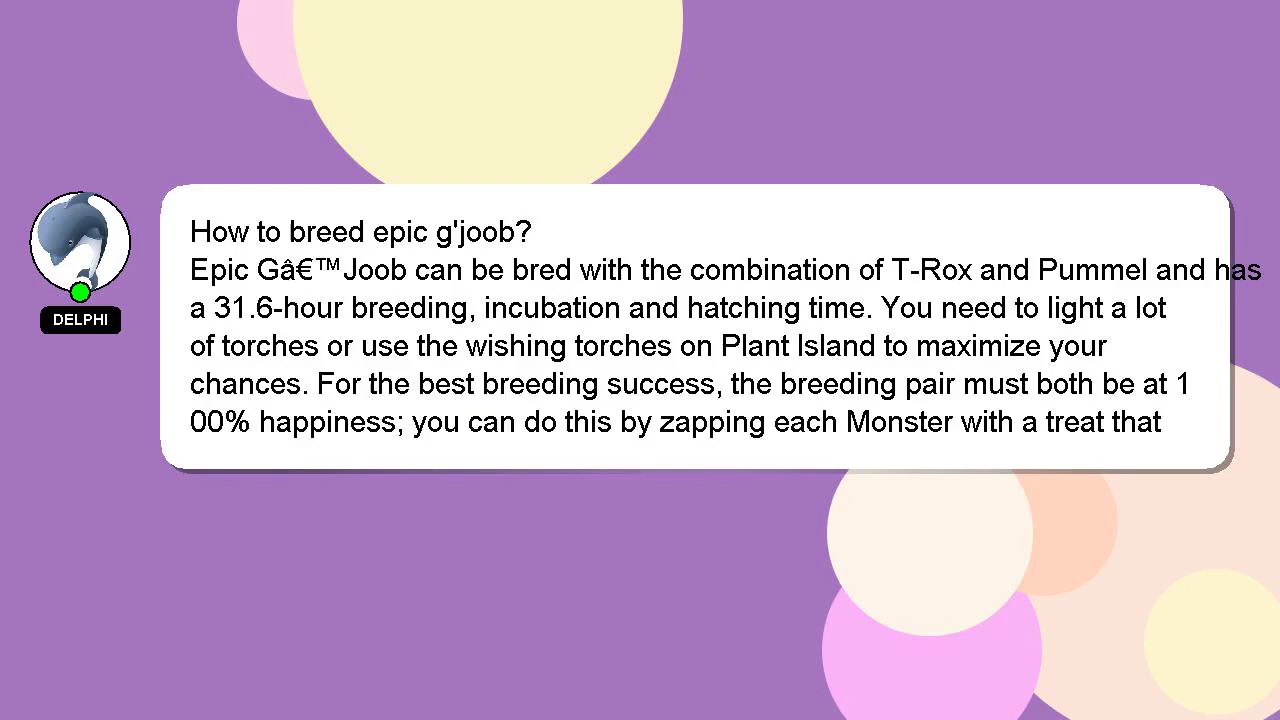 How to breed epic g'joob?
Epic Gâ€™Joob can be bred with the combination of T-Rox and Pummel and has
a 31.6-hour breeding, incubation and hatching time. You need to light a lot
of torches or use the wishing torches on Plant Island to maximize your
chances. For the best breeding success, the breeding pair must both be at 1
00% happiness; you can do this by zapping each Monster with a treat that
DELPHI